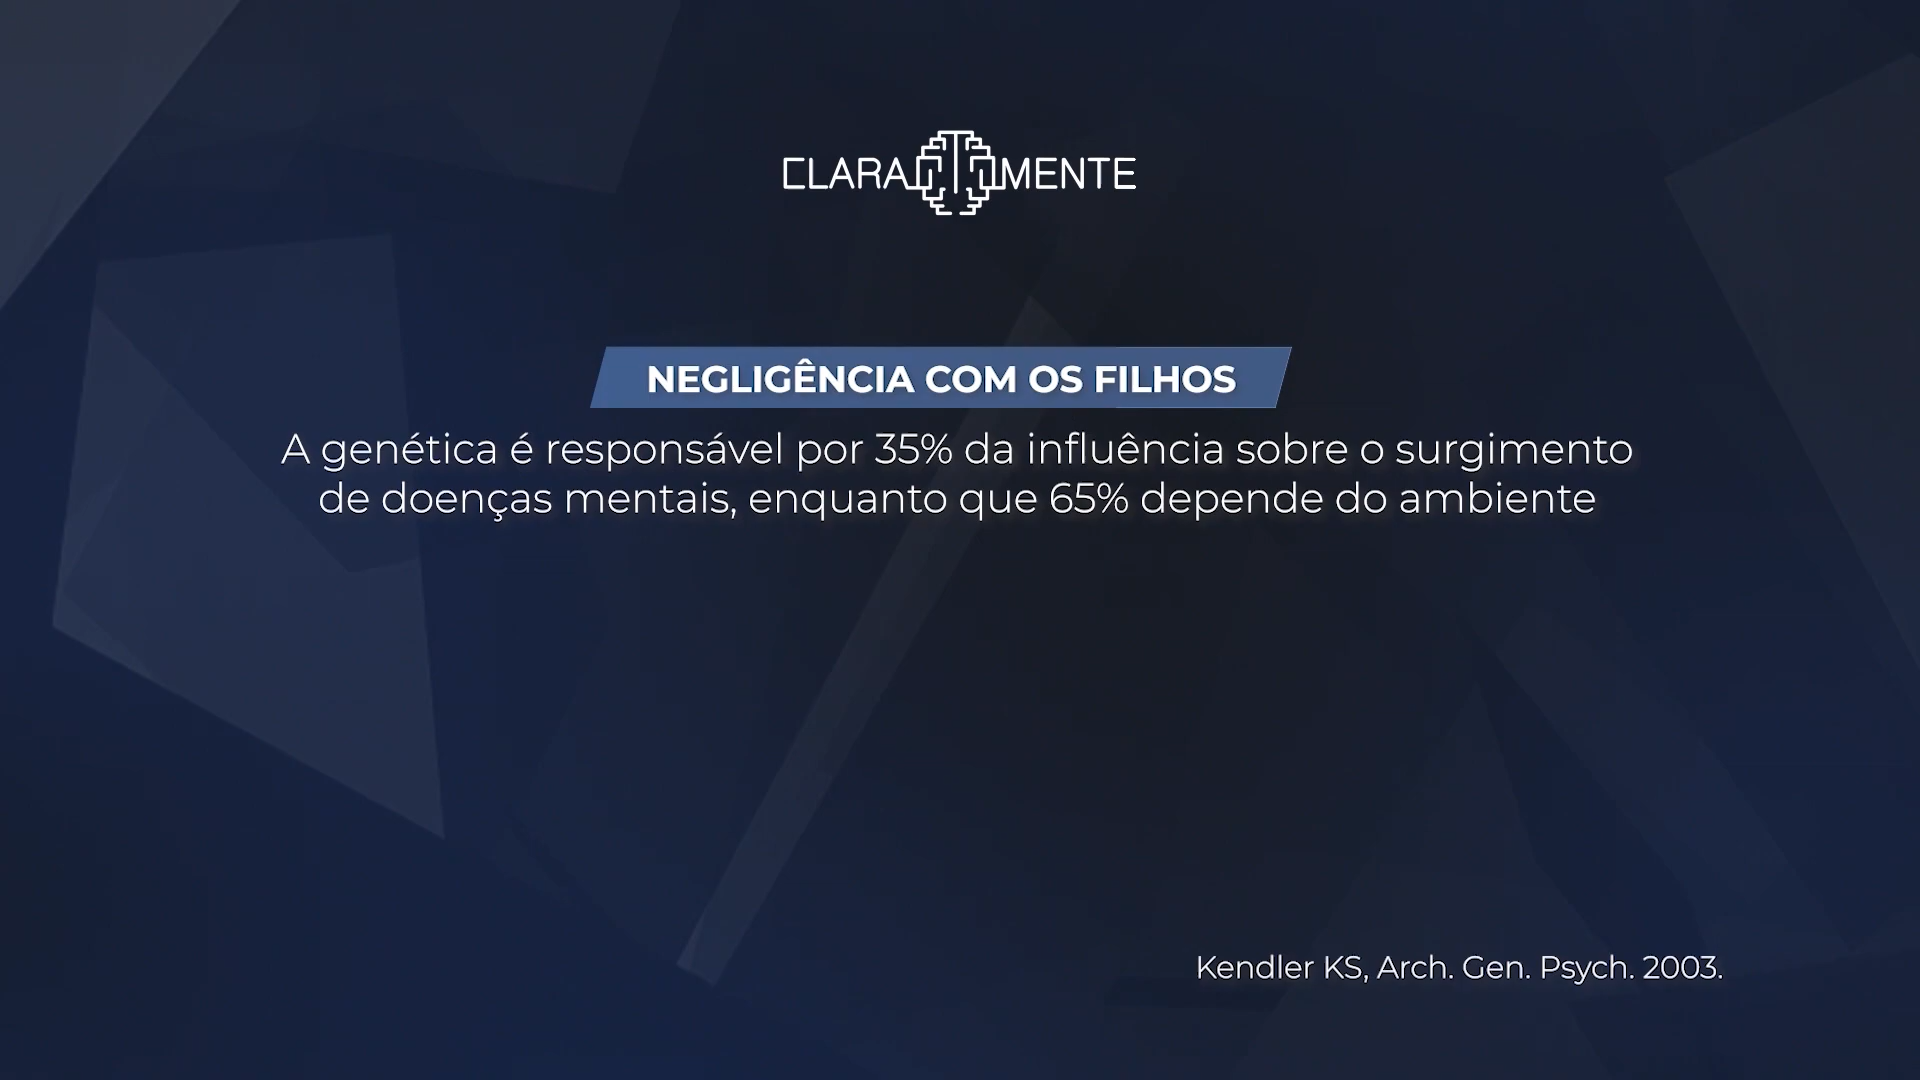 CLARAMENTE
NEGLIGÊNCIA COM OS FILHOS
A genética é responsável por 35% da influência sobre o surgimento
de doenças mentais, enquanto que 65% depende do ambiente
Kendler KS, Arch. Gen. Psych. 2003.